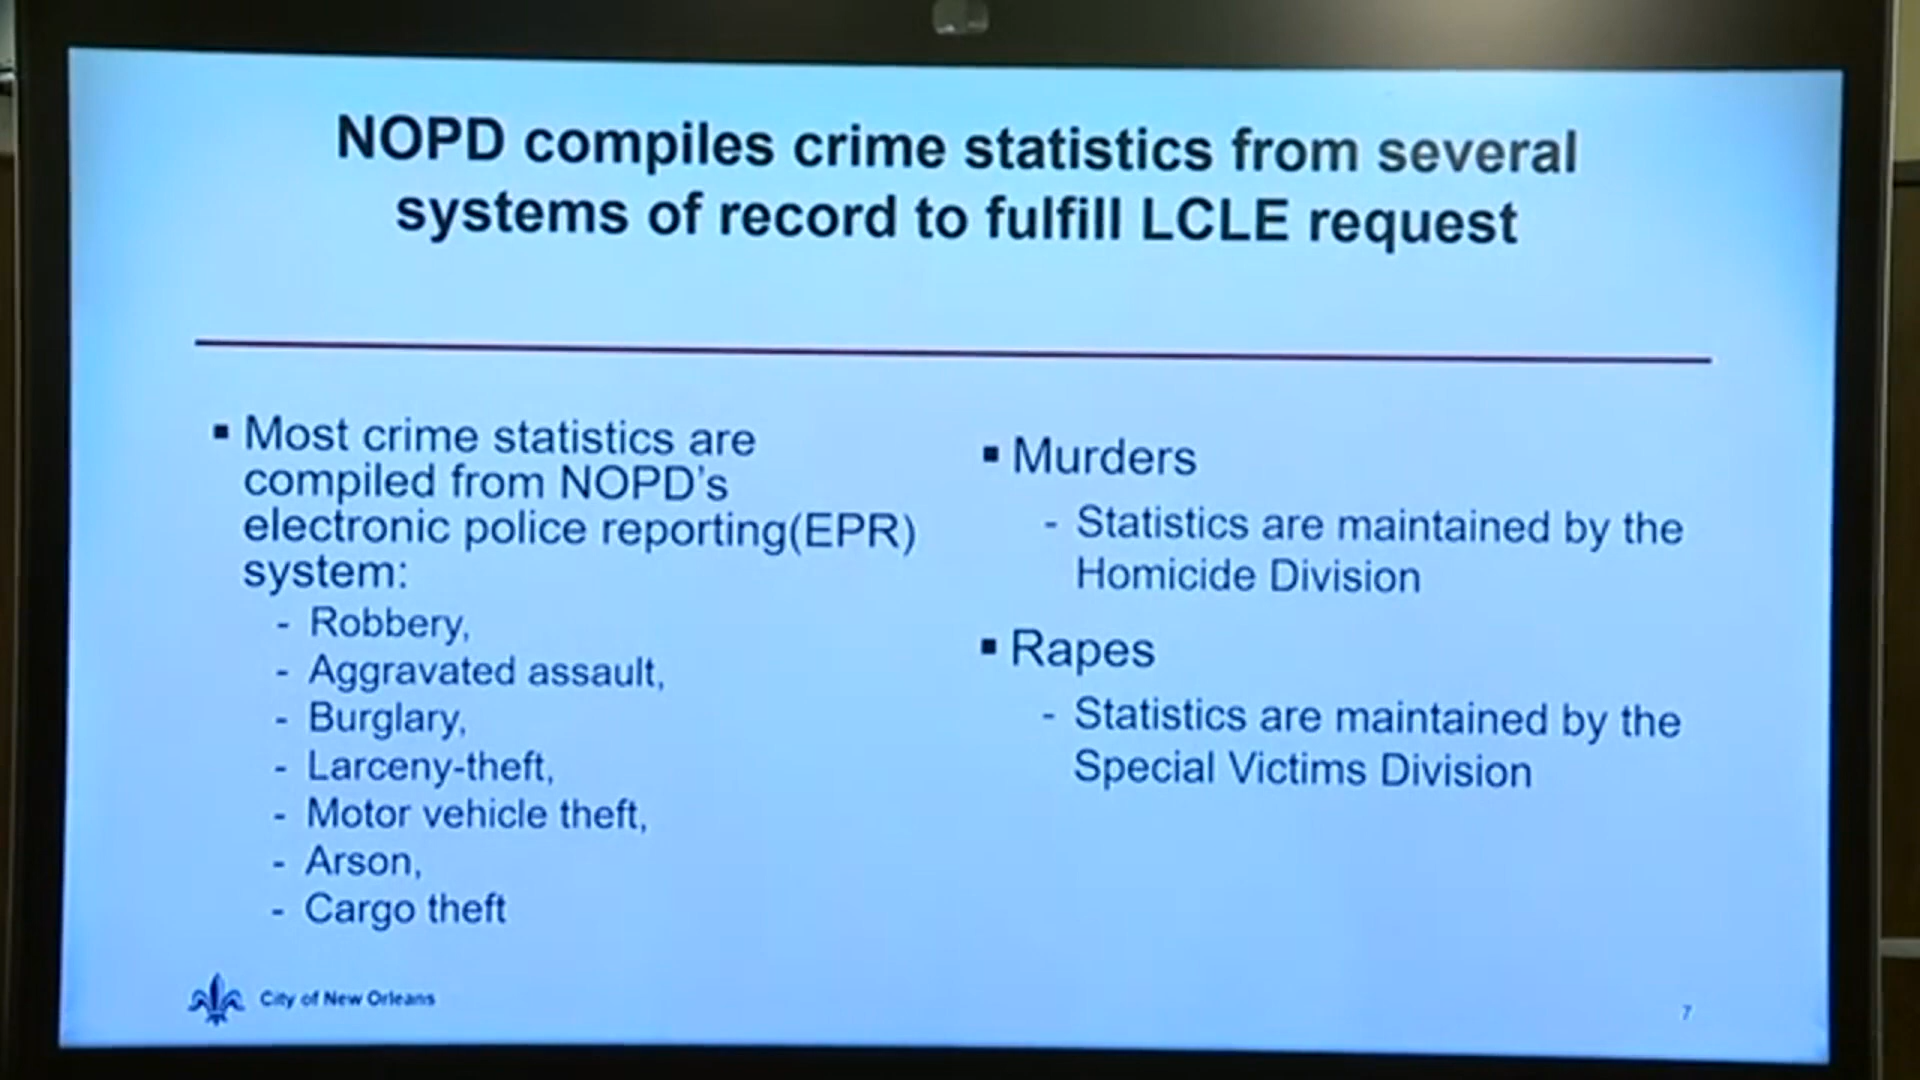 NOPD compiles crime statistics from several
systems of record to fulfill LCLE request
▪ Most crime statistics are
compiled from NOPD's
electronic police reporting(EPR)
system:
- Robbery,
- Aggravated assault,
- Burglary,
- Larceny-theft,
- Motor vehicle theft,
- Arson,
- Cargo theft
▪ Murders
- Statistics are maintained by the
Homicide Division
▪ Rapes
- Statistics are maintained by the
Special Victims Division
City of New Orleans
7